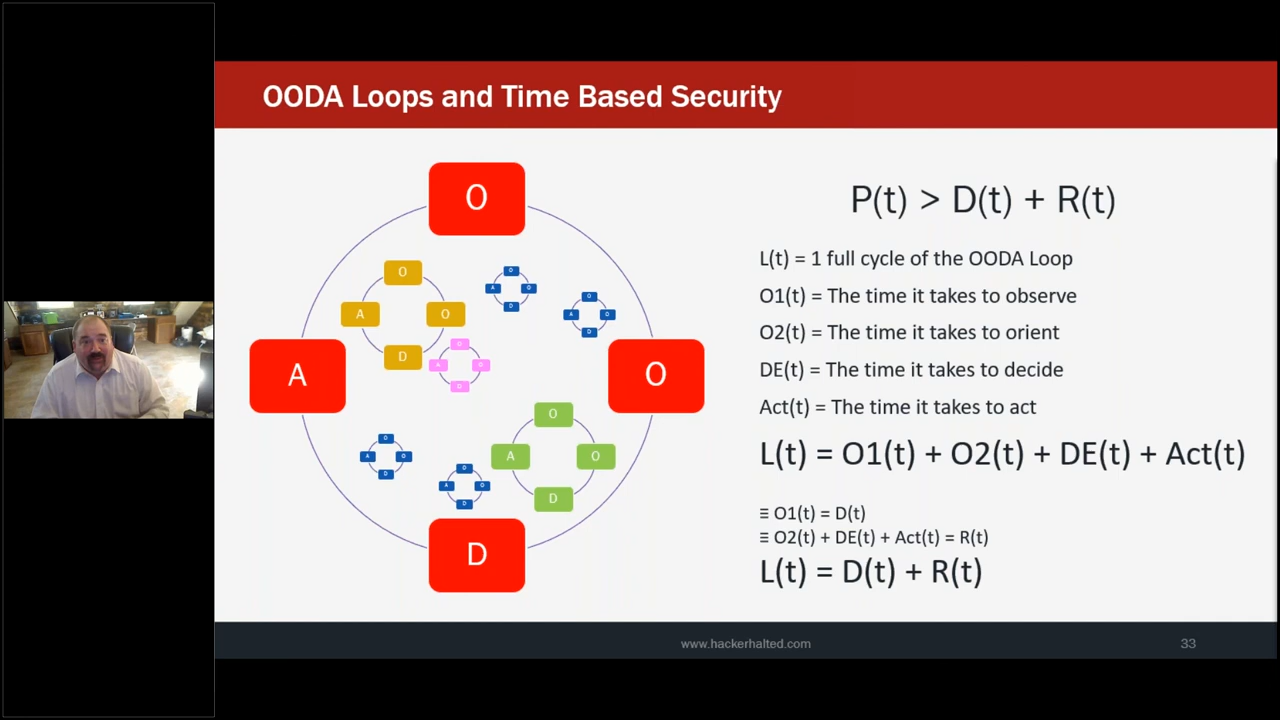 OODA Loops and Time Based Security
O
O
D
A
O
A
O
D
O
A
O
D
O
A
O
D
O
A
O
D
O
A
O
D
O
A
O
D
D
A
O
D
O
A
O
D
P(t) > D(t) + R(t)
L(t) = 1 full cycle of the OODA Loop
O1(t) = The time it takes to observe
O2(t) = The time it takes to orient
DE(t) = The time it takes to decide
Act(t) = The time it takes to act
L(t) = O1(t) + O2(t) + DE(t) + Act(t)
≡ O1(t) = D(t)
≡ O2(t) + DE(t) + Act(t) = R(t)
L(t) = D(t) + R(t)
www.hackerhalted.com
33